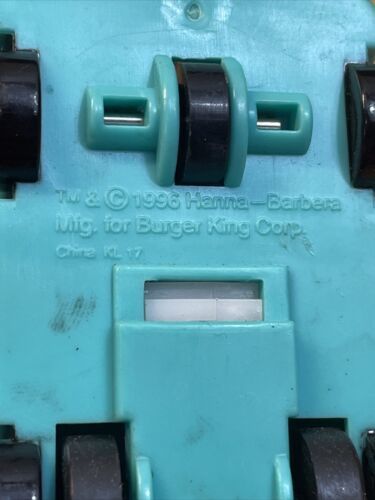 TM & © 1996 Hanna-Barbera
Mfg. for Burger King Corp.
China KL 17